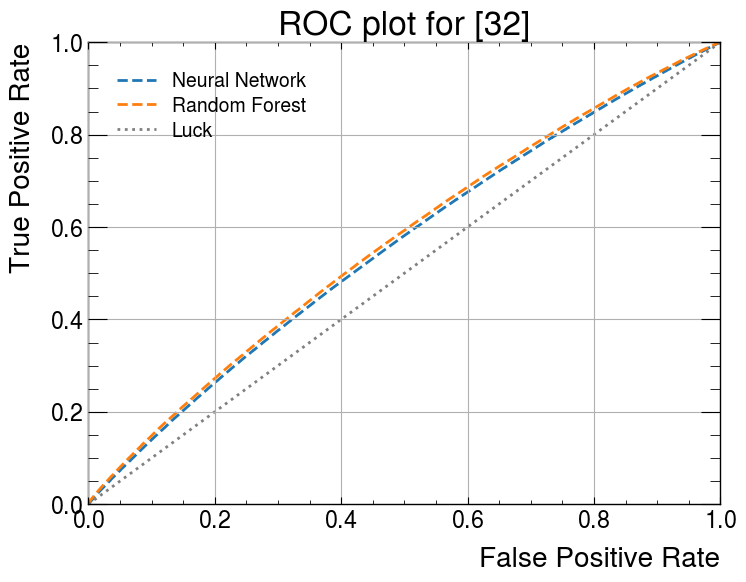 ROC plot for [32]
True Positive Rate
1.0
0.8
0.6
0.4
0.2
0.0
Neural Network
Random Forest
Luck
0.0 0.2 0.4 0.6 0.8 1.0
False Positive Rate